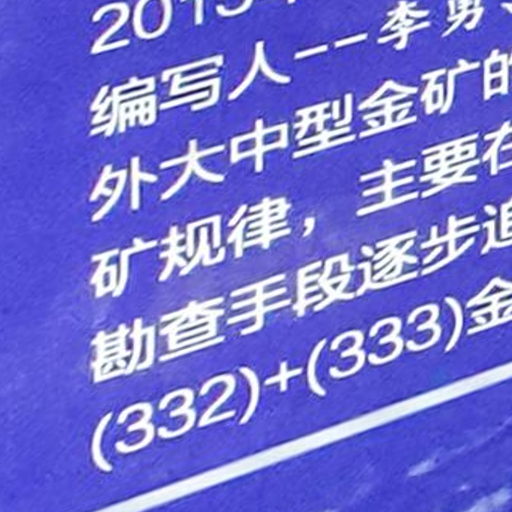 2015
编写人--李勇
外大中型金矿的
矿规律，主要在
勘查手段逐步追
(332)+(333)金